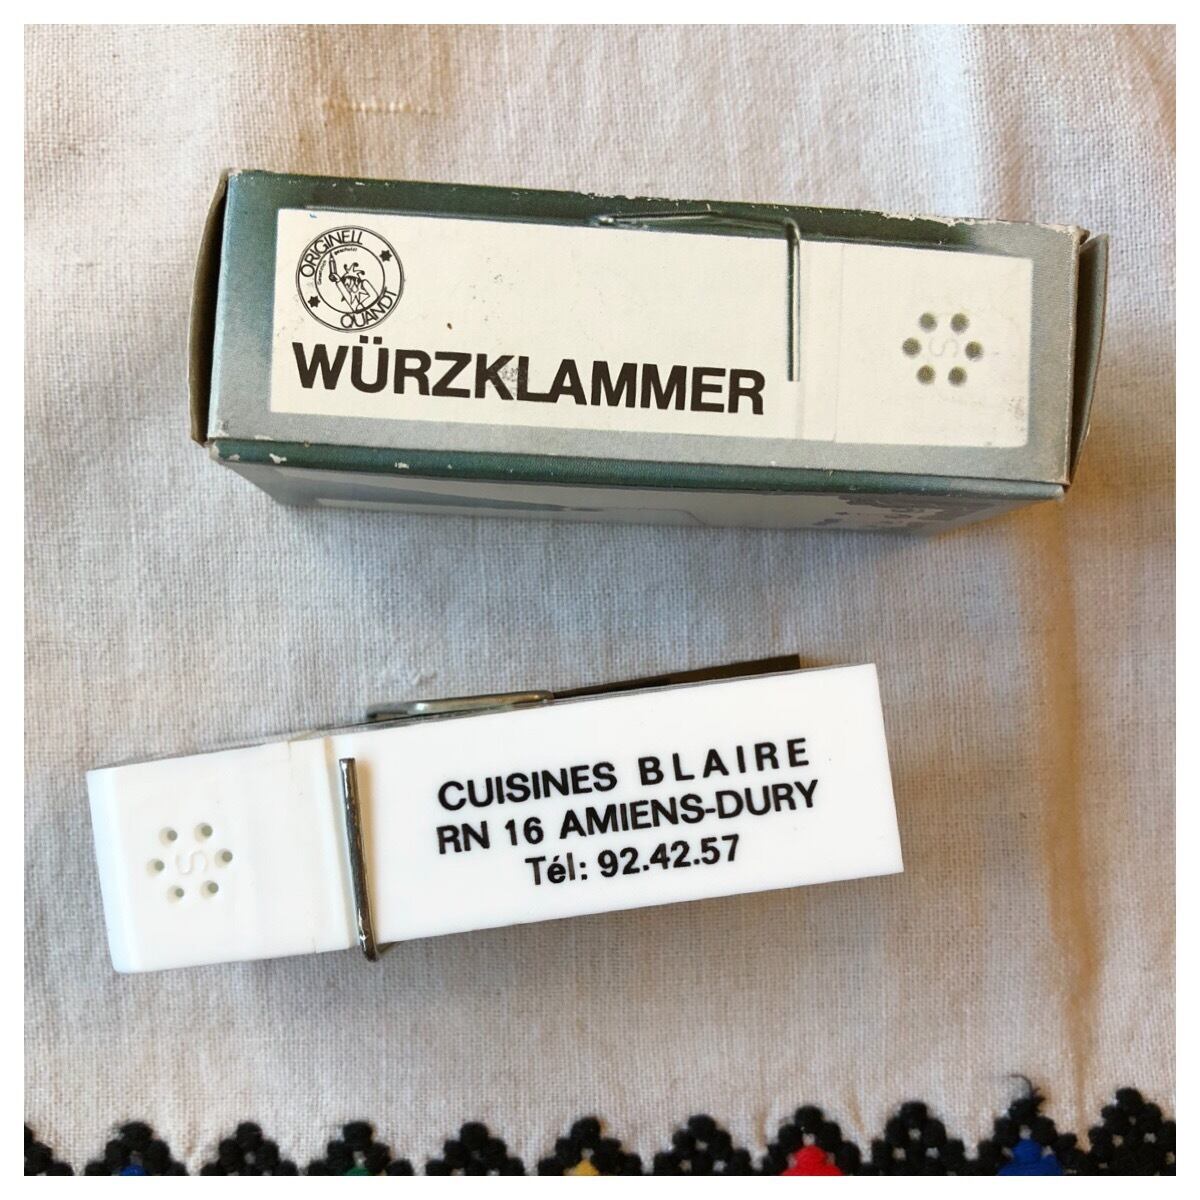 ORIGINELL
QUANDT
WÜRZKLAMMER
S
S
CUISINES BLAIRE
RN 16 AMIENS-DURY
Tél: 92.42.57